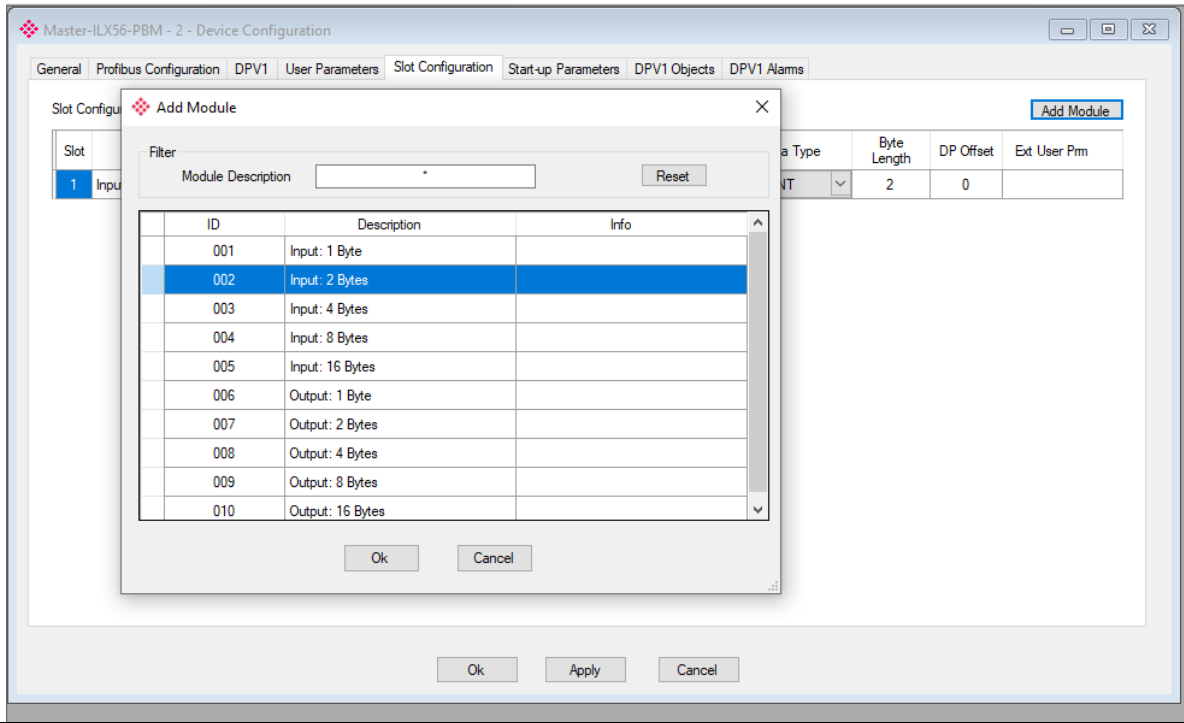 Master-ILX56-PBM - 2 - Device Configuration
General Profibus Configuration DPV1 User Parameters Slot Configuration Start-up Parameters DPV1 Objects DPV1 Alarms
Slot Add Module
Add Module
Slot Type Byte Length DP Offset Ext User Prm
1 2 0
Filter
Module Description * Reset
ID Description Info
001 Input: 1 Byte
002 Input: 2 Bytes
003 Input: 4 Bytes
004 Input: 8 Bytes
005 Input: 16 Bytes
006 Output: 1 Byte
007 Output: 2 Bytes
008 Output: 4 Bytes
009 Output: 8 Bytes
010 Output: 16 Bytes
Ok Cancel
Ok Apply Cancel